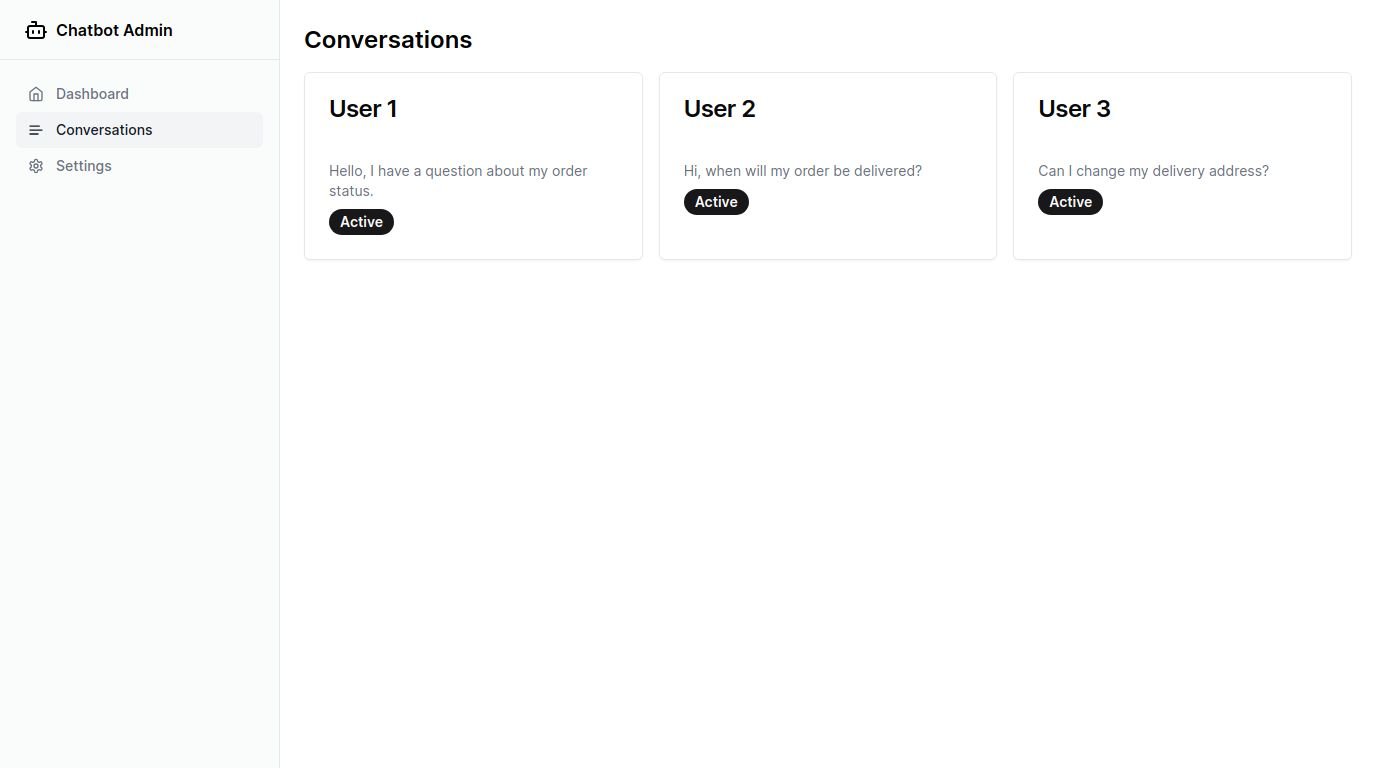 Chatbot Admin
Dashboard
Conversations
Settings
Conversations
User 1
Hello, I have a question about my order
status.
Active
User 2
Hi, when will my order be delivered?
Active
User 3
Can I change my delivery address?
Active